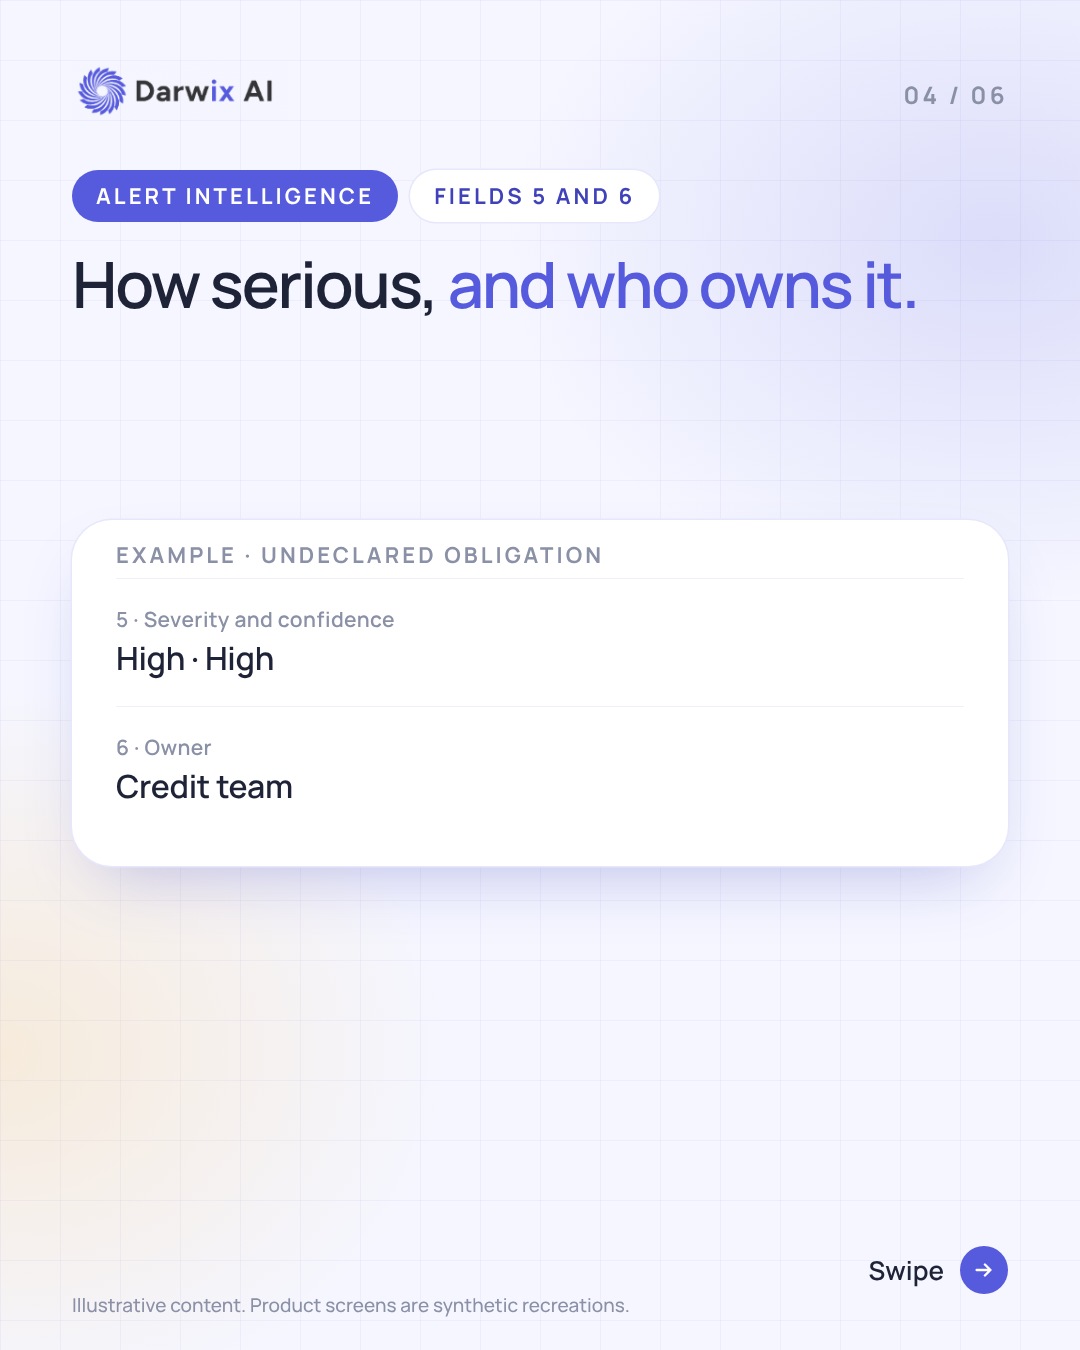 Darwix AI
04 / 06
ALERT INTELLIGENCE
FIELDS 5 AND 6
How serious, and who owns it.
EXAMPLE · UNDECLARED OBLIGATION
5 · Severity and confidence
High · High
6 · Owner
Credit team
Swipe →
Illustrative content. Product screens are synthetic recreations.